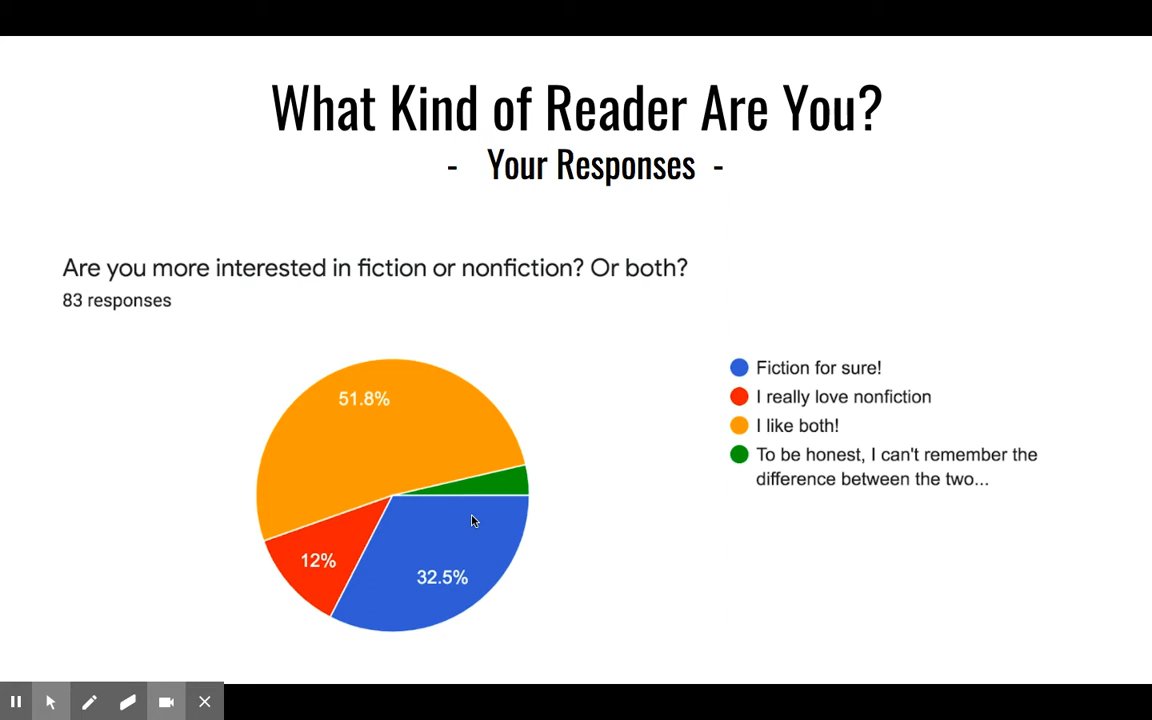 What Kind of Reader Are You?
- Your Responses -
Are you more interested in fiction or nonfiction? Or both?
83 responses
51.8%
12%
32.5%
Fiction for sure!
I really love nonfiction
I like both!
To be honest, I can't remember the
difference between the two...